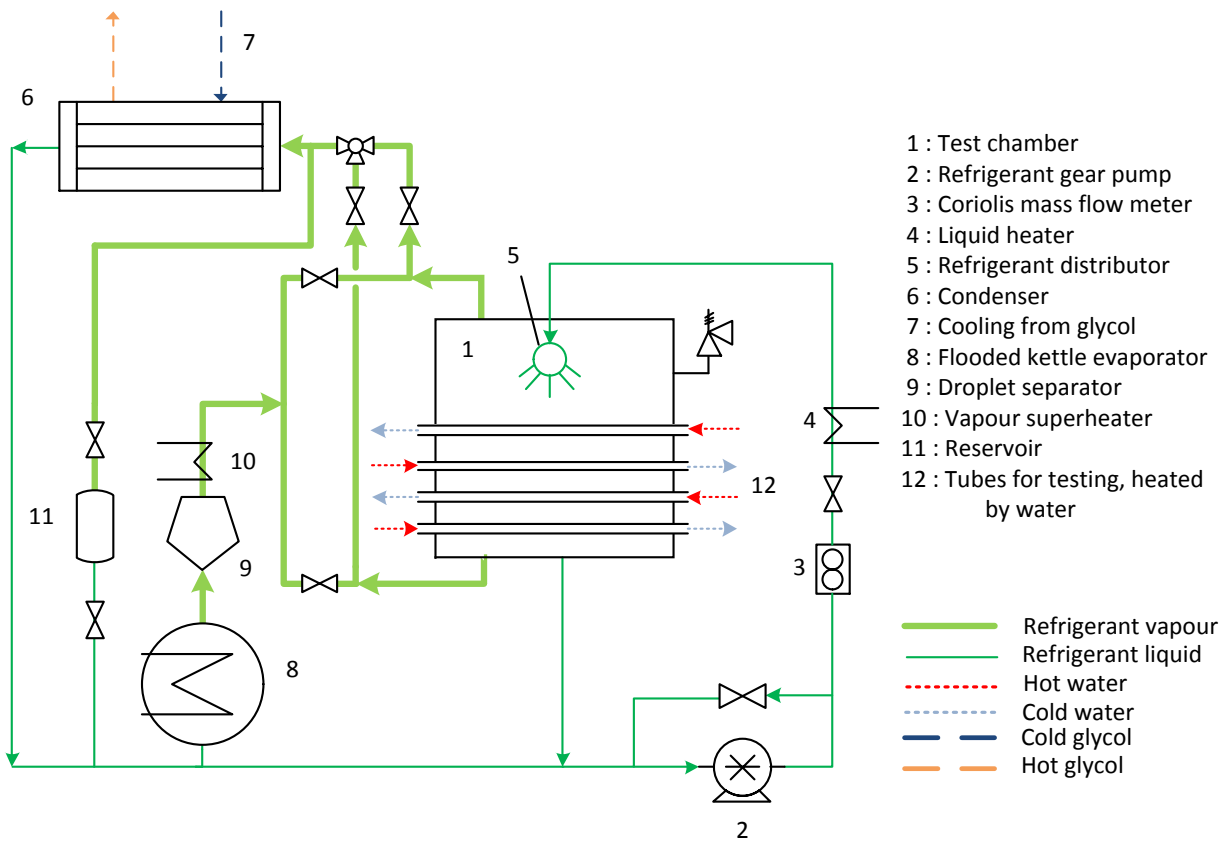 7
6
5
1
4
10
12
11
9
3
8
2
1 : Test chamber
2 : Refrigerant gear pump
3 : Coriolis mass flow meter
4 : Liquid heater
5 : Refrigerant distributor
6 : Condenser
7 : Cooling from glycol
8 : Flooded kettle evaporator
9 : Droplet separator
10 : Vapour superheater
11 : Reservoir
12 : Tubes for testing, heated
by water
Refrigerant vapour
Refrigerant liquid
Hot water
Cold water
Cold glycol
Hot glycol